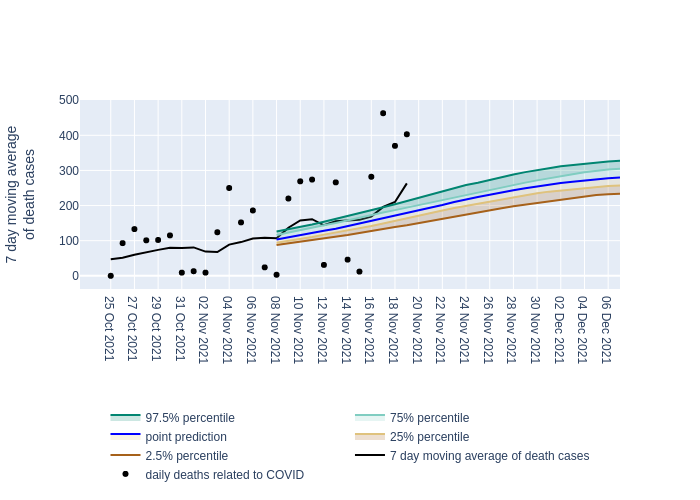 500
400
300
200
100
0
7 day moving average
of death cases
25 Oct 2021
27 Oct 2021
29 Oct 2021
31 Oct 2021
02 Nov 2021
04 Nov 2021
06 Nov 2021
08 Nov 2021
10 Nov 2021
12 Nov 2021
14 Nov 2021
16 Nov 2021
18 Nov 2021
20 Nov 2021
22 Nov 2021
24 Nov 2021
26 Nov 2021
28 Nov 2021
30 Nov 2021
02 Dec 2021
04 Dec 2021
06 Dec 2021
97.5% percentile
75% percentile
point prediction
25% percentile
2.5% percentile
7 day moving average of death cases
daily deaths related to COVID